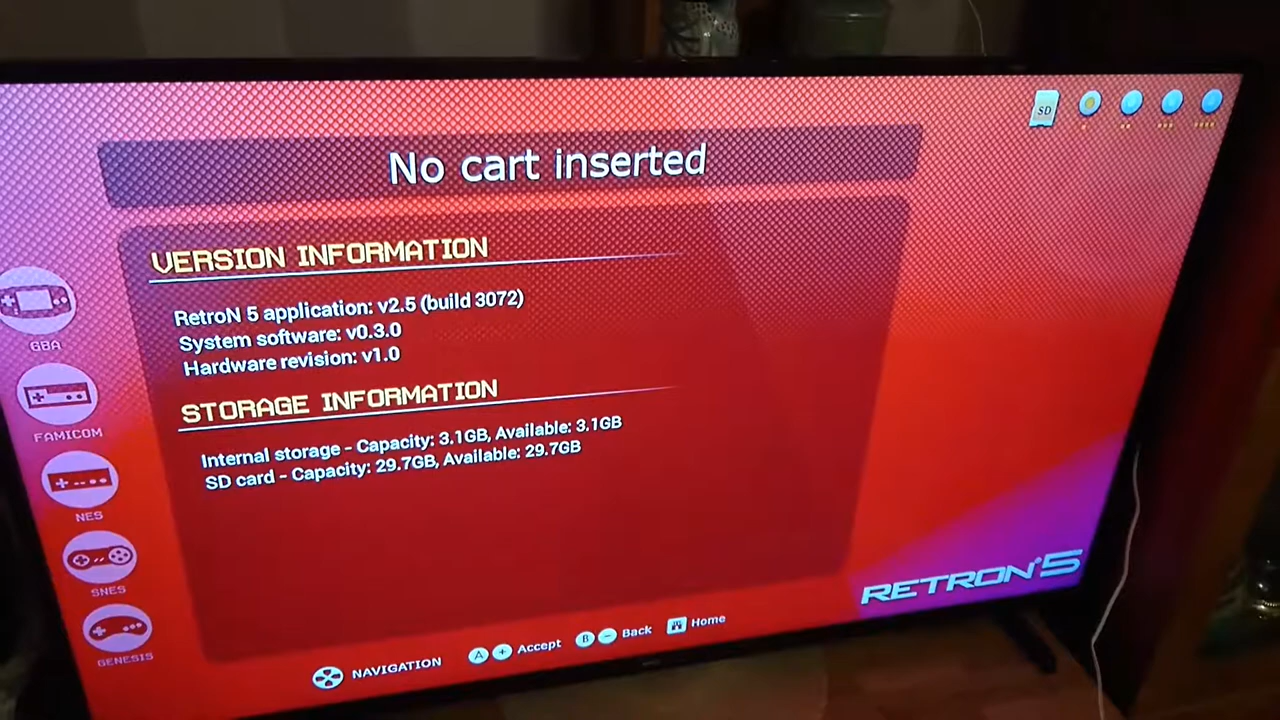 SD
No cart inserted
VERSION INFORMATION
RetroN 5 application: v2.5 (build 3072)
System software: v0.3.0
Hardware revision: v1.0
STORAGE INFORMATION
Internal storage - Capacity: 3.1GB, Available: 3.1GB
SD card - Capacity: 29.7GB, Available: 29.7GB
GBA
FAMICOM
NES
SNES
GENESIS
RETRON 5
NAVIGATION
A + Accept
B - Back
Home